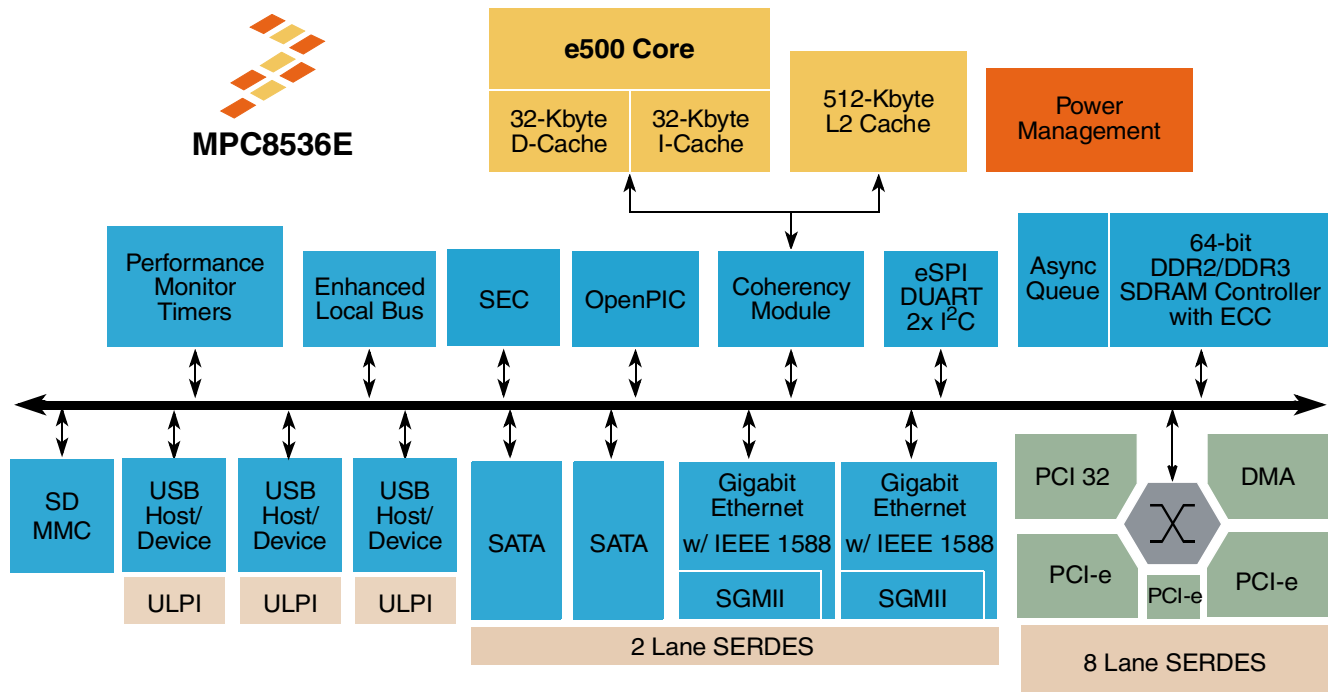 MPC8536E
e500 Core
32-Kbyte
D-Cache
32-Kbyte
I-Cache
512-Kbyte
L2 Cache
Power
Management
Performance
Monitor
Timers
Enhanced
Local Bus
SEC
OpenPIC
Coherency
Module
eSPI
DUART
2x I²C
Async
Queue
64-bit
DDR2/DDR3
SDRAM Controller
with ECC
SD
MMC
USB
Host/
Device
ULPI
USB
Host/
Device
ULPI
USB
Host/
Device
ULPI
SATA
SATA
Gigabit
Ethernet
w/ IEEE 1588
SGMII
Gigabit
Ethernet
w/ IEEE 1588
SGMII
2 Lane SERDES
PCI 32
DMA
PCI-e
PCI-e
PCI-e
8 Lane SERDES